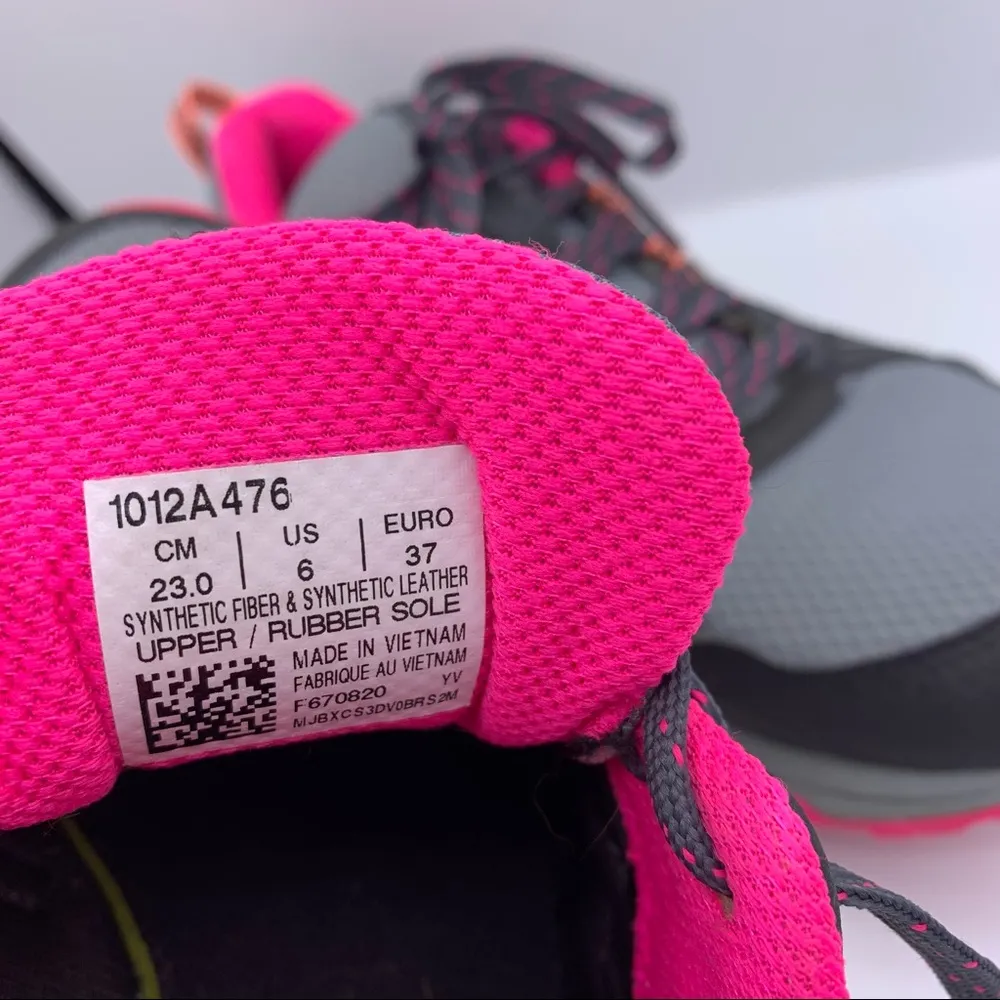 1012A476
CM | US | EURO
23.0 | 6 | 37
SYNTHETIC FIBER & SYNTHETIC LEATHER
UPPER / RUBBER SOLE
MADE IN VIETNAM
FABRIQUE AU VIETNAM
F670820 YV
MJBXCS3DV0BRS2M